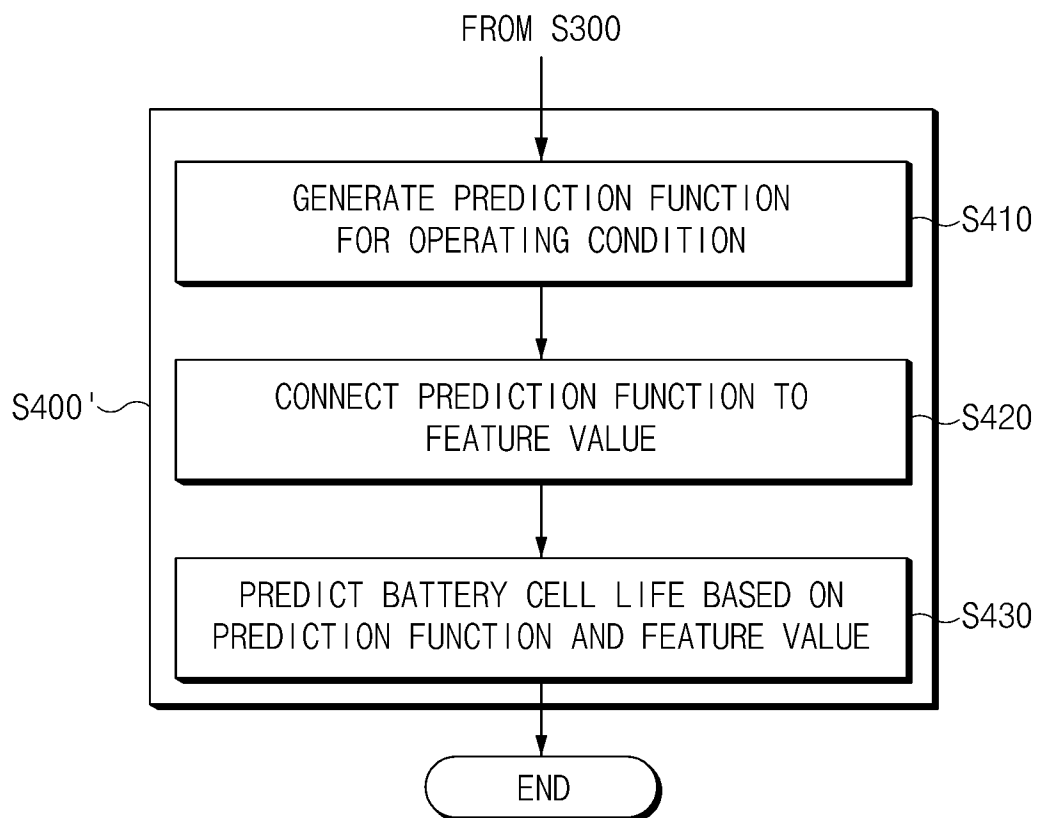 FROM S300
GENERATE PREDICTION FUNCTION
FOR OPERATING CONDITION
S410
S400'
CONNECT PREDICTION FUNCTION TO
FEATURE VALUE
S420
PREDICT BATTERY CELL LIFE BASED ON
PREDICTION FUNCTION AND FEATURE VALUE
S430
END